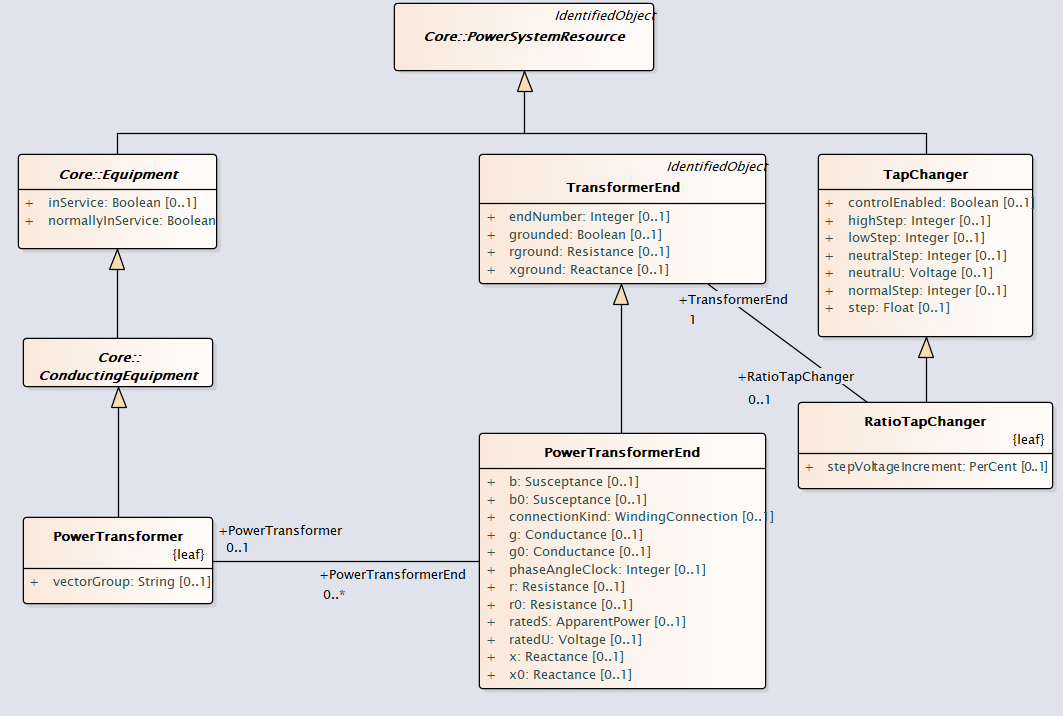 IdentifiedObject
Core::PowerSystemResource
Core::Equipment
+ inService: Boolean [0..1]
+ normallyInService: Boolean
IdentifiedObject
TransformerEnd
+ endNumber: Integer [0..1]
+ grounded: Boolean [0..1]
+ rground: Resistance [0..1]
+ xground: Reactance [0..1]
TapChanger
+ controlEnabled: Boolean [0..1]
+ highStep: Integer [0..1]
+ lowStep: Integer [0..1]
+ neutralStep: Integer [0..1]
+ neutralU: Voltage [0..1]
+ normalStep: Integer [0..1]
+ step: Float [0..1]
+TransformerEnd
1
Core::
ConductingEquipment
+RatioTapChanger
0..1
RatioTapChanger
{leaf}
+ stepVoltageIncrement: PerCent [0..1]
PowerTransformer
{leaf}
+ vectorGroup: String [0..1]
+PowerTransformer
0..1
+PowerTransformerEnd
0..*
PowerTransformerEnd
+ b: Susceptance [0..1]
+ b0: Susceptance [0..1]
+ connectionKind: WindingConnection [0..1]
+ g: Conductance [0..1]
+ g0: Conductance [0..1]
+ phaseAngleClock: Integer [0..1]
+ r: Resistance [0..1]
+ r0: Resistance [0..1]
+ ratedS: ApparentPower [0..1]
+ ratedU: Voltage [0..1]
+ x: Reactance [0..1]
+ x0: Reactance [0..1]